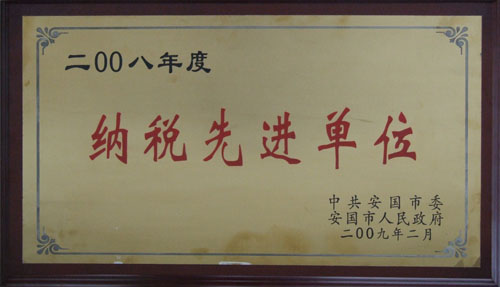 二00八年度
纳税先进单位
中共安国市委
安国市人民政府
二00九年二月